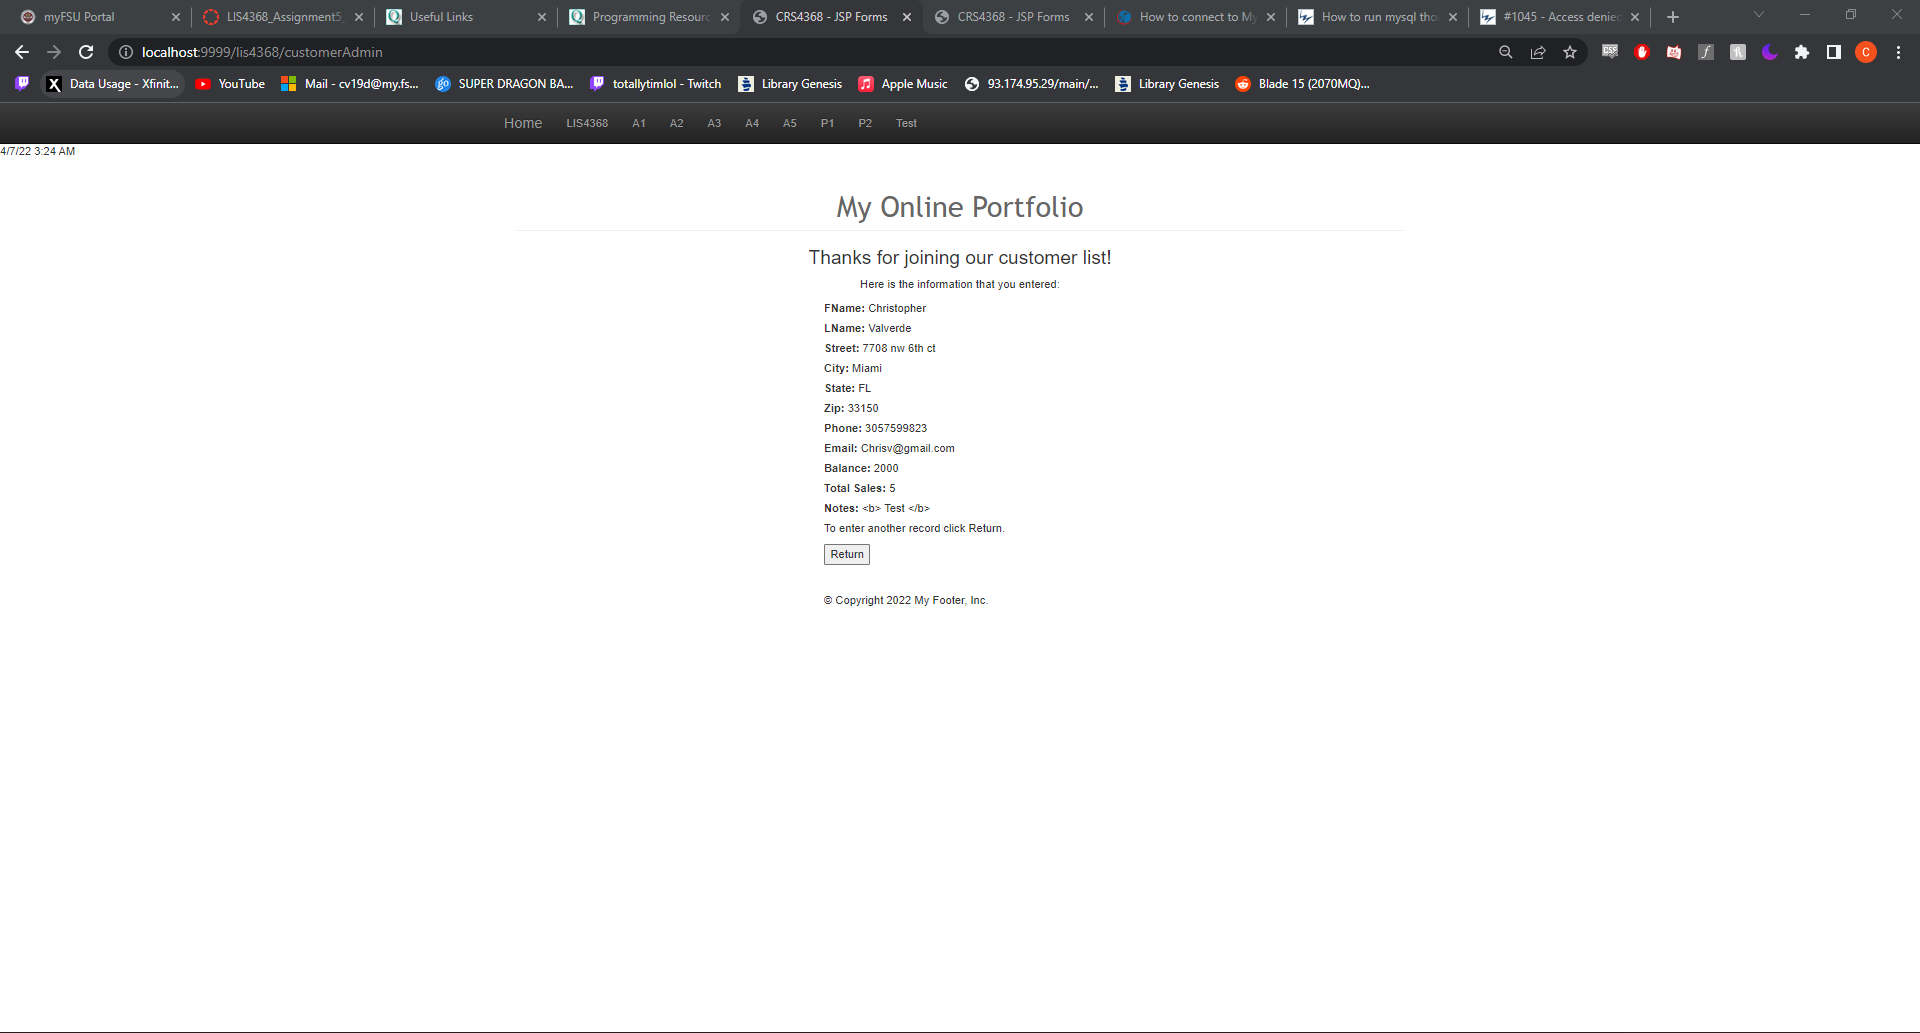 myFSU Portal LIS4368_Assignment5_ Useful Links Programming Resourc CRS4368 - JSP Forms CRS4368 - JSP Forms How to connect to My How to run mysql tho #1045 - Access denied
localhost:9999/lis4368/customerAdmin
Data Usage - Xfinit... YouTube Mail - cv19d@my.fs... SUPER DRAGON BA... totallytimlol - Twitch Library Genesis Apple Music 93.174.95.29/main/... Library Genesis Blade 15 (2070MQ)...
Home LIS4368 A1 A2 A3 A4 A5 P1 P2 Test
4/7/22 3:24 AM
My Online Portfolio
Thanks for joining our customer list!
Here is the information that you entered:
FName: Christopher
LName: Valverde
Street: 7708 nw 6th ct
City: Miami
State: FL
Zip: 33150
Phone: 3057599823
Email: Chrisv@gmail.com
Balance: 2000
Total Sales: 5
Notes: <b> Test </b>
To enter another record click Return.
Return
© Copyright 2022 My Footer, Inc.